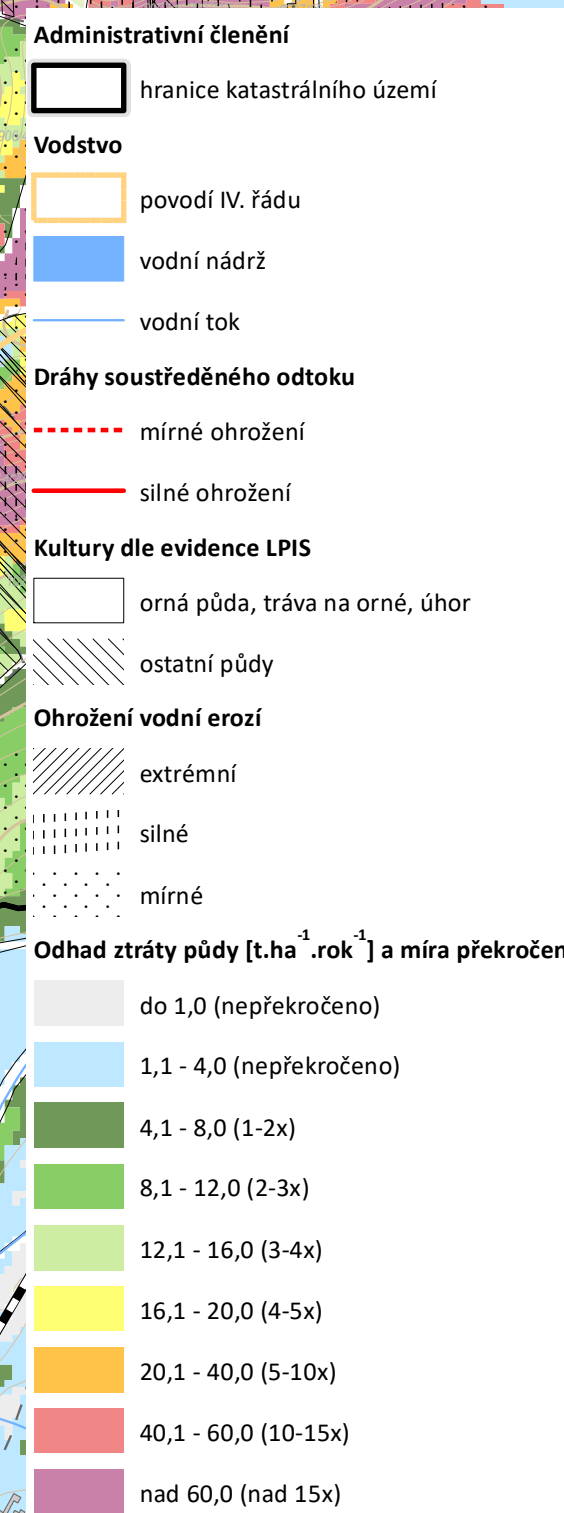 Administrativní členění
hranice katastrálního území
Vodstvo
povodí IV. řádu
vodní nádrž
vodní tok
Dráhy soustředěného odtoku
mírné ohrožení
silné ohrožení
Kultury dle evidence LPIS
orná půda, tráva na orné, úhor
ostatní půdy
Ohrožení vodní erozí
extrémní
silné
mírné
Odhad ztráty půdy [t.ha⁻¹.rok⁻¹] a míra překročen
do 1,0 (nepřekročeno)
1,1 - 4,0 (nepřekročeno)
4,1 - 8,0 (1-2x)
8,1 - 12,0 (2-3x)
12,1 - 16,0 (3-4x)
16,1 - 20,0 (4-5x)
20,1 - 40,0 (5-10x)
40,1 - 60,0 (10-15x)
nad 60,0 (nad 15x)